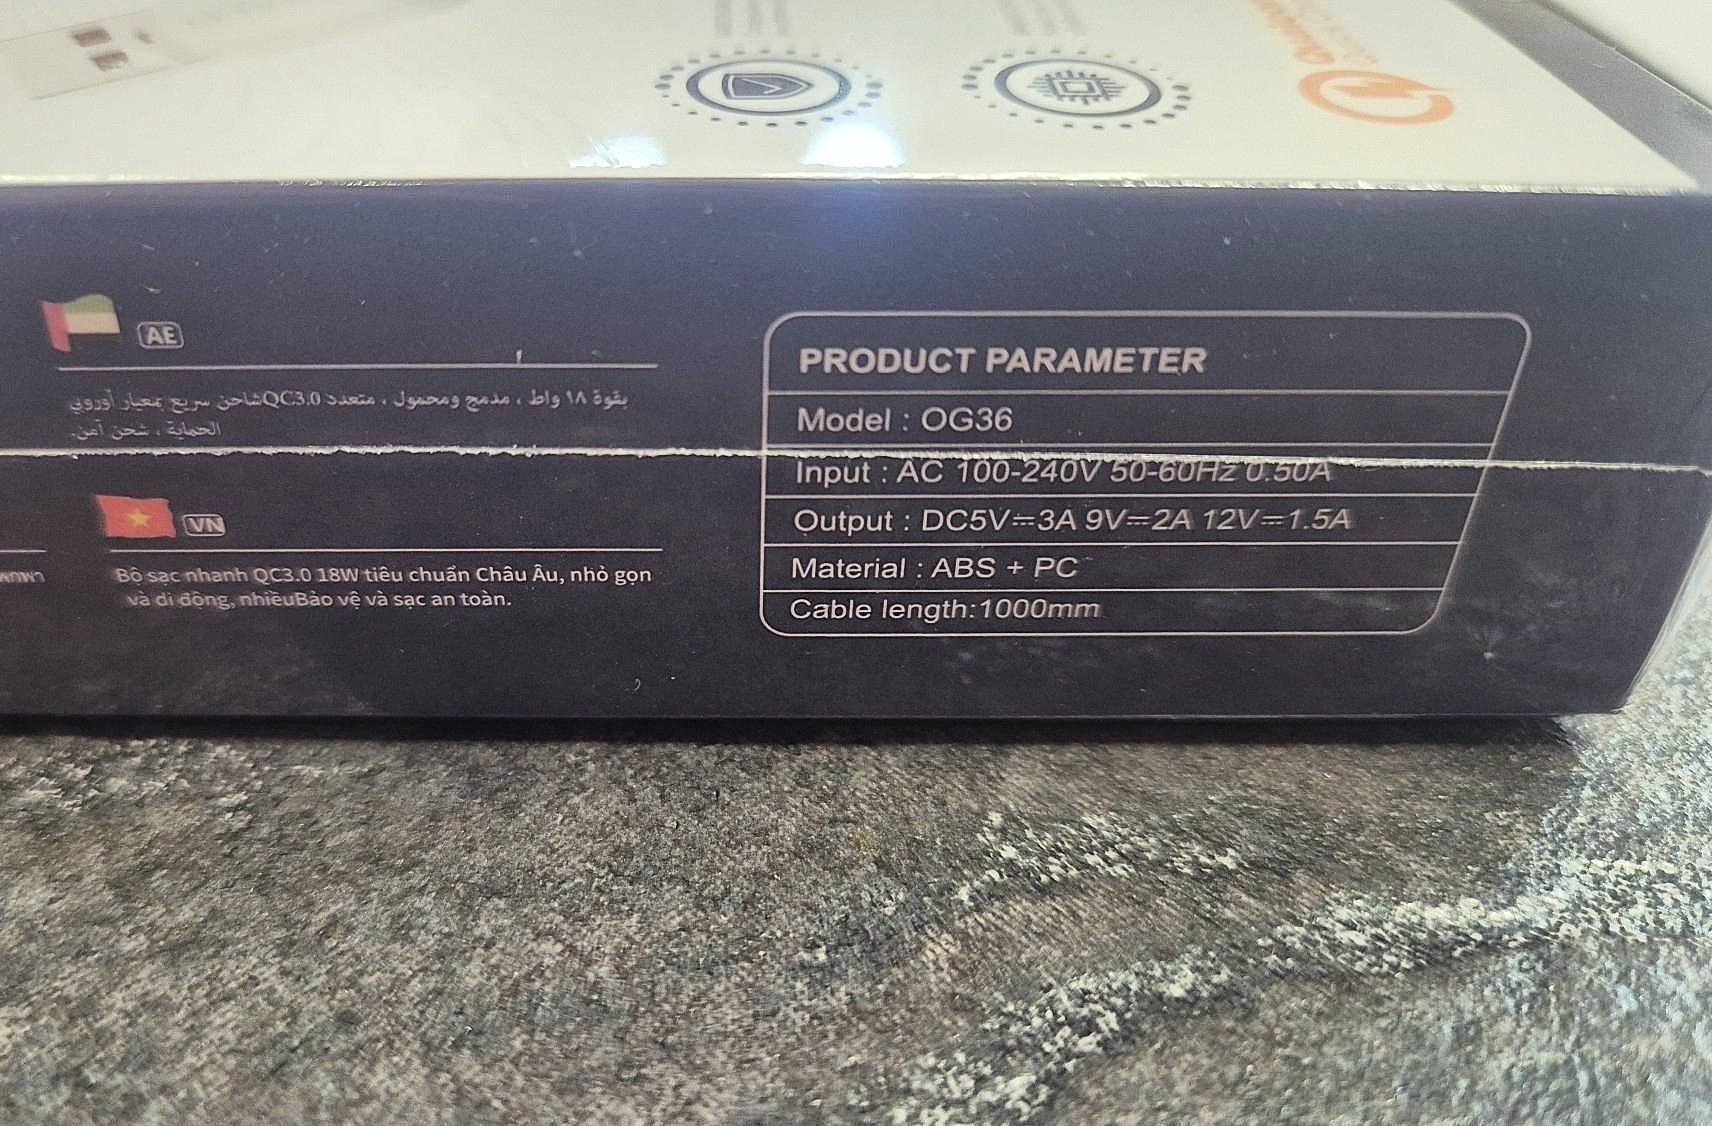 AE
شاحن سريع بمعيار أوروبي QC3.0 بقوة ١٨ واط ، مدمج ومحمول ، متعدد
الحماية ، شحن آمن.
VN
Bộ sạc nhanh QC3.0 18W tiêu chuẩn Châu Âu, nhỏ gọn
và di động, nhiềuBảo vệ và sạc an toàn.
PRODUCT PARAMETER
Model : OG36
Input : AC 100-240V 50-60Hz 0.50A
Output : DC5V⎓3A 9V⎓2A 12V⎓1.5A
Material : ABS + PC
Cable length:1000mm